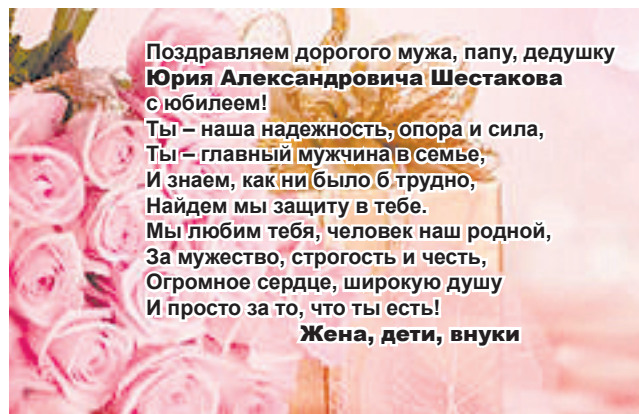 Поздравляем дорогого мужа, папу, дедушку
Юрия Александровича Шестакова
с юбилеем!
Ты – наша надежность, опора и сила,
Ты – главный мужчина в семье,
И знаем, как ни было б трудно,
Найдем мы защиту в тебе.
Мы любим тебя, человек наш родной,
За мужество, строгость и честь,
Огромное сердце, широкую душу
И просто за то, что ты есть!
Жена, дети, внуки